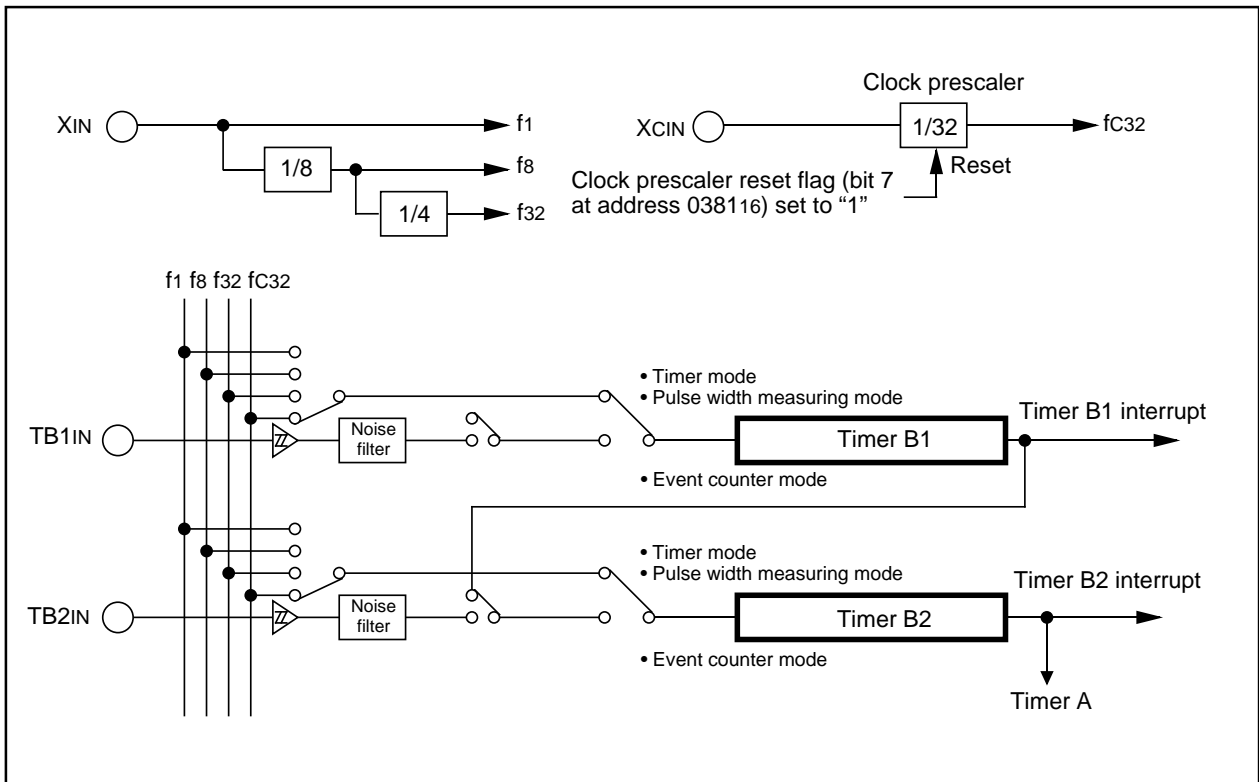 Clock prescaler
XIN
f1
XCIN
1/32
fC32
1/8
f8
Reset
Clock prescaler reset flag (bit 7
at address 038116) set to “1”
1/4
f32
f1 f8 f32 fC32
• Timer mode
• Pulse width measuring mode
Timer B1 interrupt
TB1IN
Noise
filter
Timer B1
• Event counter mode
• Timer mode
• Pulse width measuring mode
Timer B2 interrupt
TB2IN
Noise
filter
Timer B2
• Event counter mode
Timer A